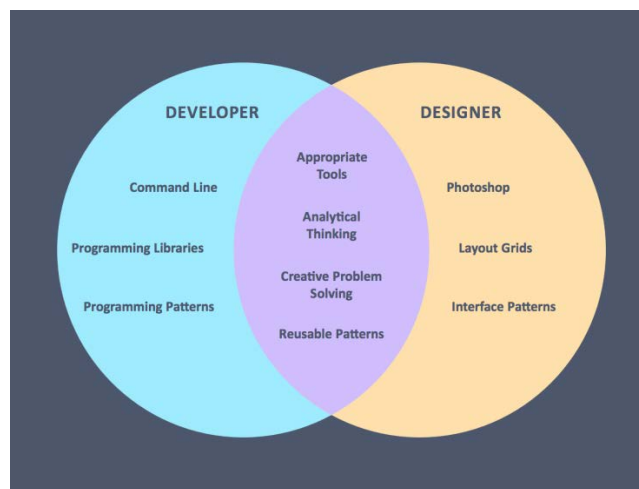 DEVELOPER
Command Line
Programming Libraries
Programming Patterns
Appropriate
Tools
Analytical
Thinking
Creative Problem
Solving
Reusable Patterns
DESIGNER
Photoshop
Layout Grids
Interface Patterns